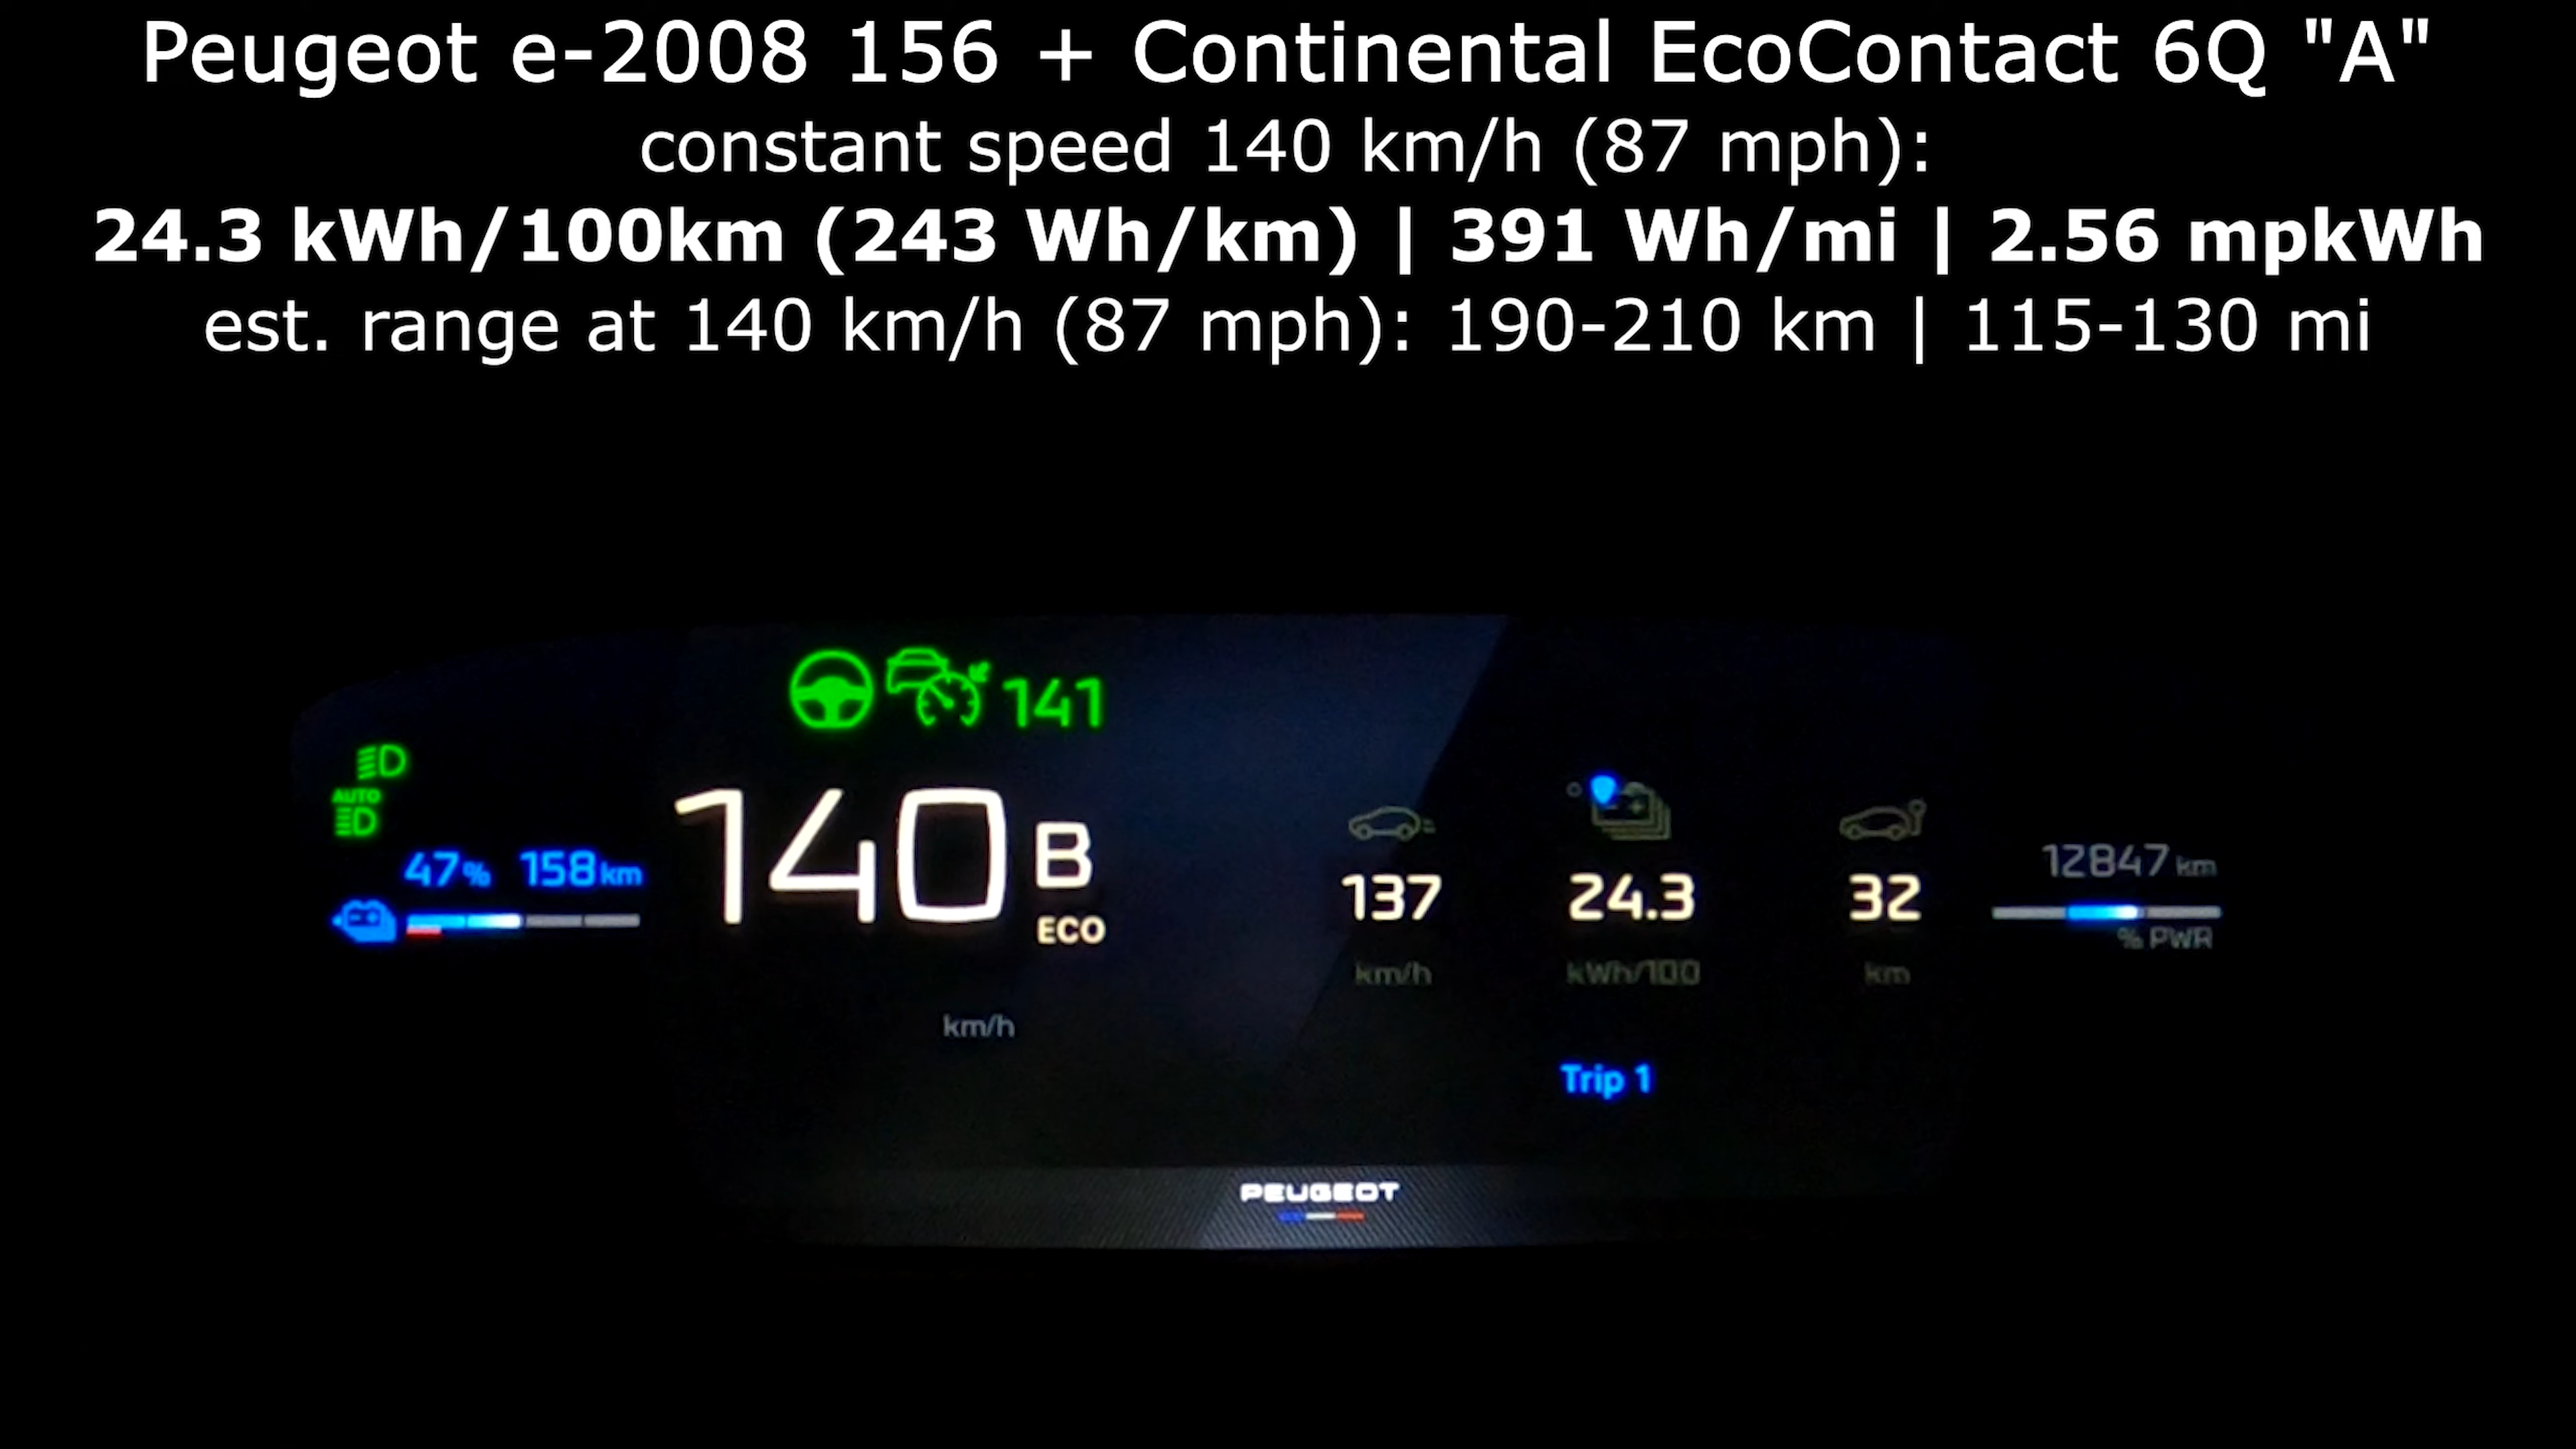 Peugeot e-2008 156 + Continental EcoContact 6Q "A"
constant speed 140 km/h (87 mph):
24.3 kWh/100km (243 Wh/km) | 391 Wh/mi | 2.56 mpkWh
est. range at 140 km/h (87 mph): 190-210 km | 115-130 mi
141
AUTO
47% 158 km
140 B
ECO
km/h
137 24.3 32
km/h kWh/100 km
Trip 1
12847 km
% PWR
PEUGEOT